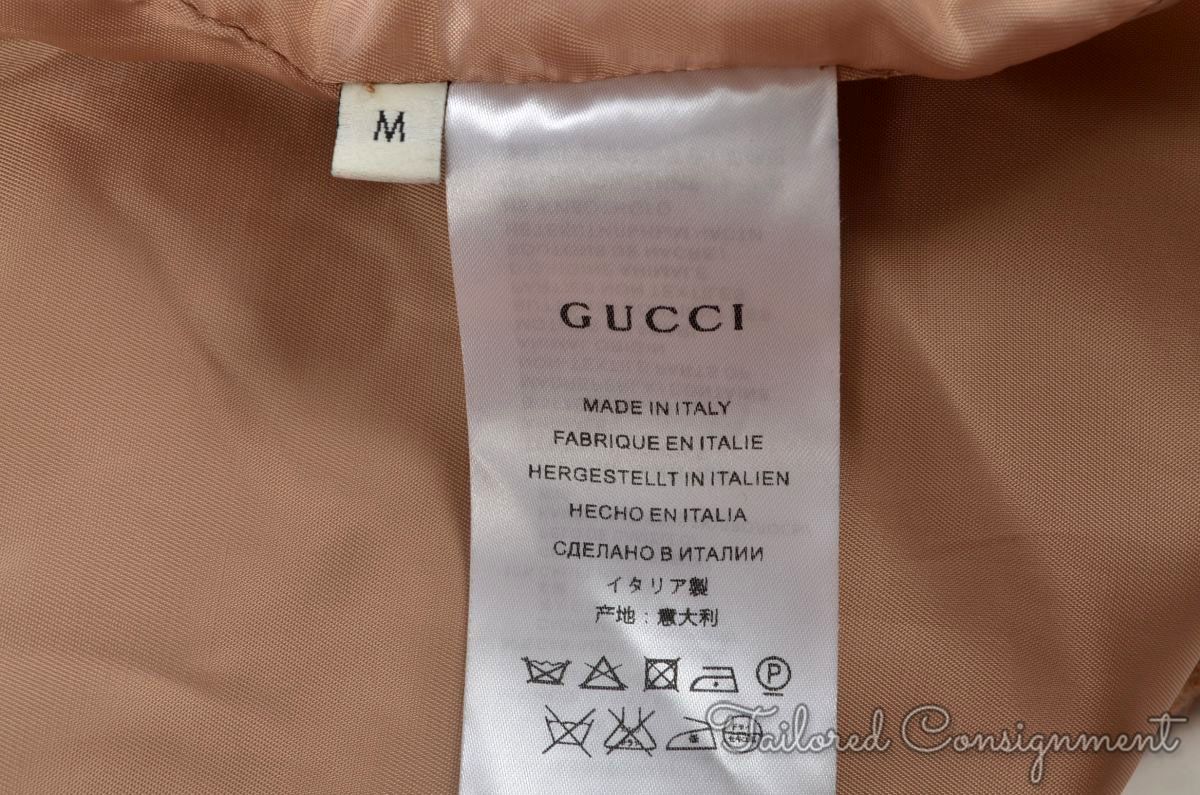 M
GUCCI
MADE IN ITALY
FABRIQUE EN ITALIE
HERGESTELLT IN ITALIEN
HECHO EN ITALIA
СДЕЛАНО В ИТАЛИИ
イタリア製
产地：意大利
P
Tailored Consignment